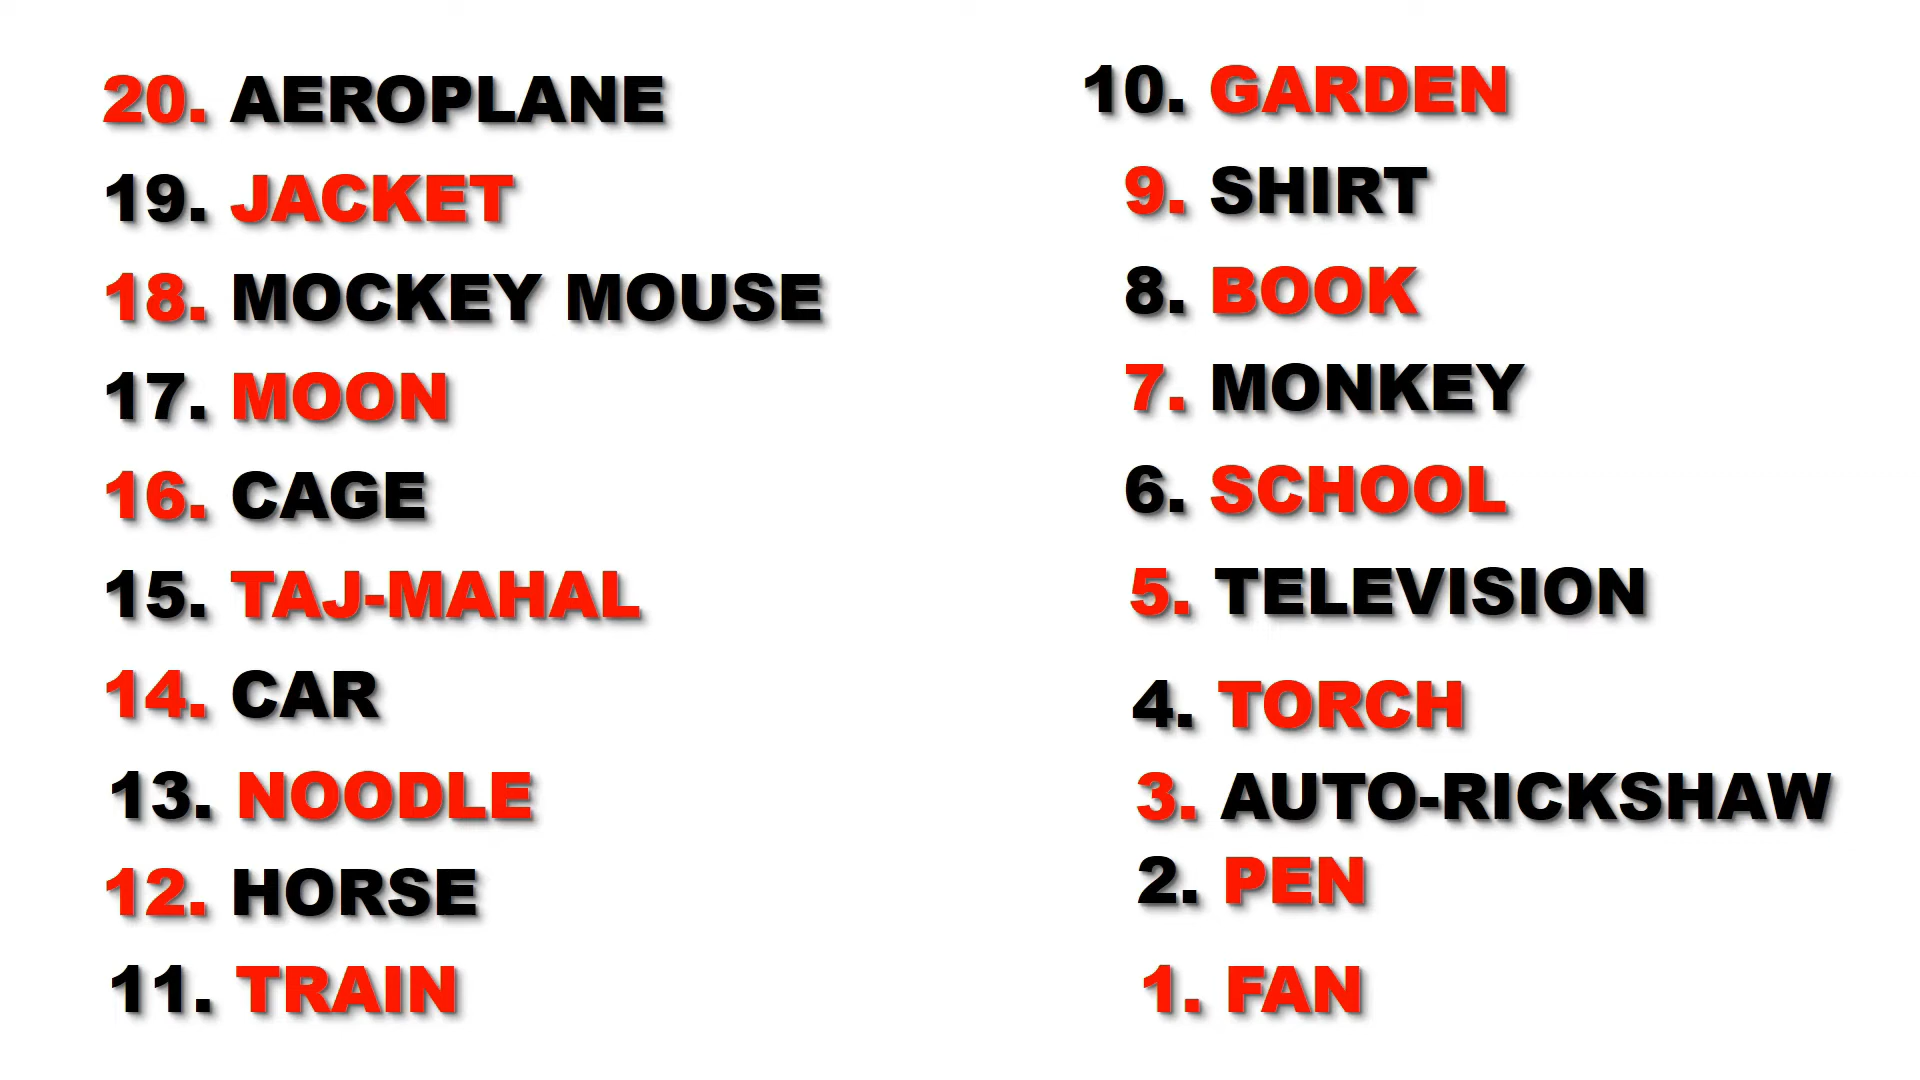 20. AEROPLANE
19. JACKET
18. MOCKEY MOUSE
17. MOON
16. CAGE
15. TAJ-MAHAL
14. CAR
13. NOODLE
12. HORSE
11. TRAIN
10. GARDEN
9. SHIRT
8. BOOK
7. MONKEY
6. SCHOOL
5. TELEVISION
4. TORCH
3. AUTO-RICKSHAW
2. PEN
1. FAN